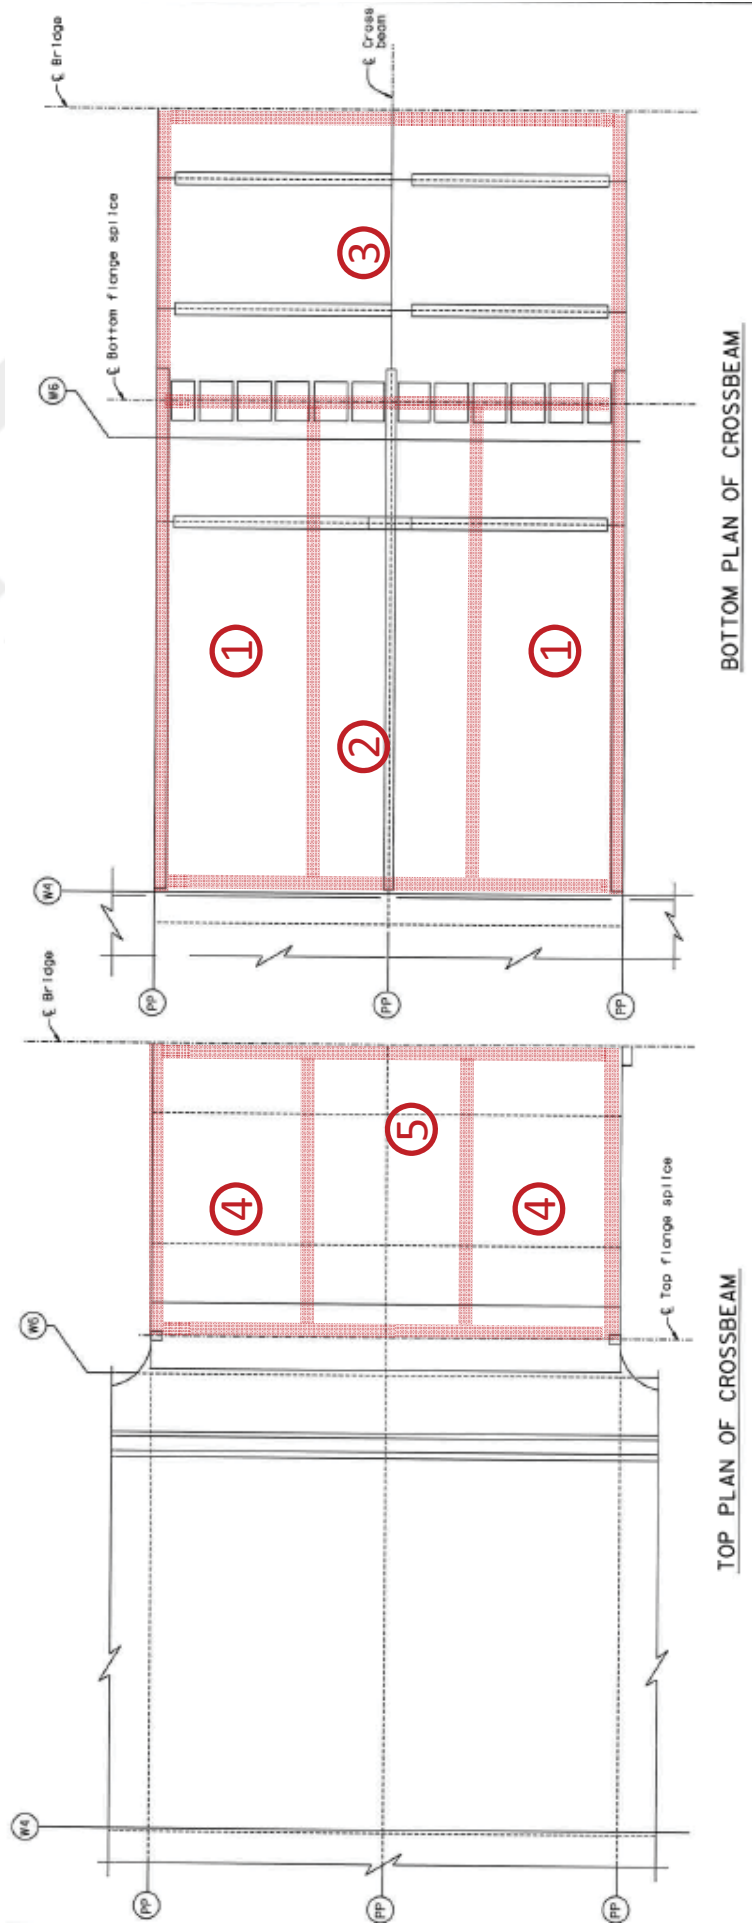 W4
W6
℄ Bridge
PP
PP
PP
4
5
4
℄ Top flange splice
TOP PLAN OF CROSSBEAM
W4
W6
℄ Bottom flange splice
℄ Bridge
℄ Cross
beam
PP
PP
PP
1
2
3
1
BOTTOM PLAN OF CROSSBEAM